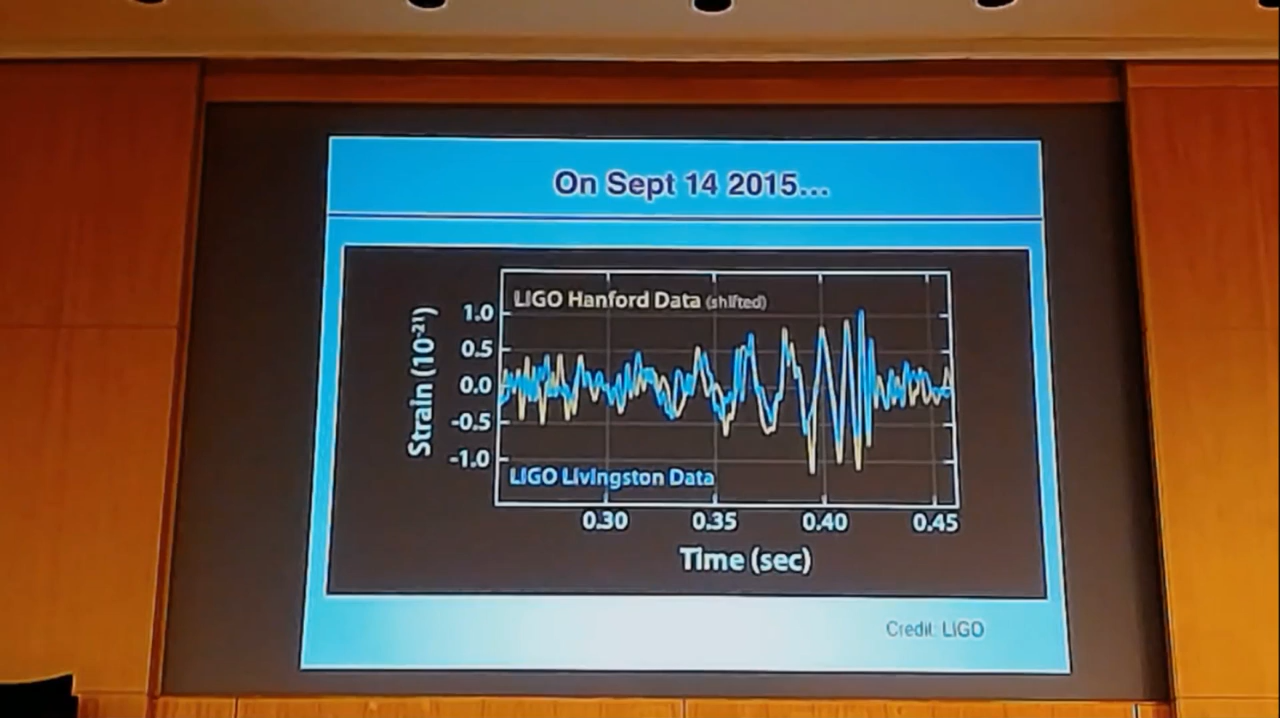 On Sept 14 2015...
LIGO Hanford Data (shifted)
1.0
0.5
0.0
-0.5
-1.0
Strain (10⁻²¹)
LIGO Livingston Data
0.30 0.35 0.40 0.45
Time (sec)
Credit: LIGO